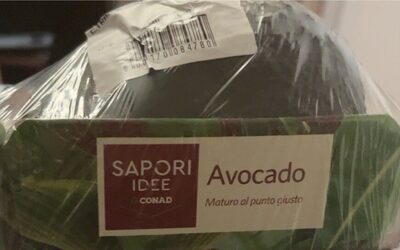 SAPORI
IDEE
CONAD
Avocado
Maturo al punto giusto